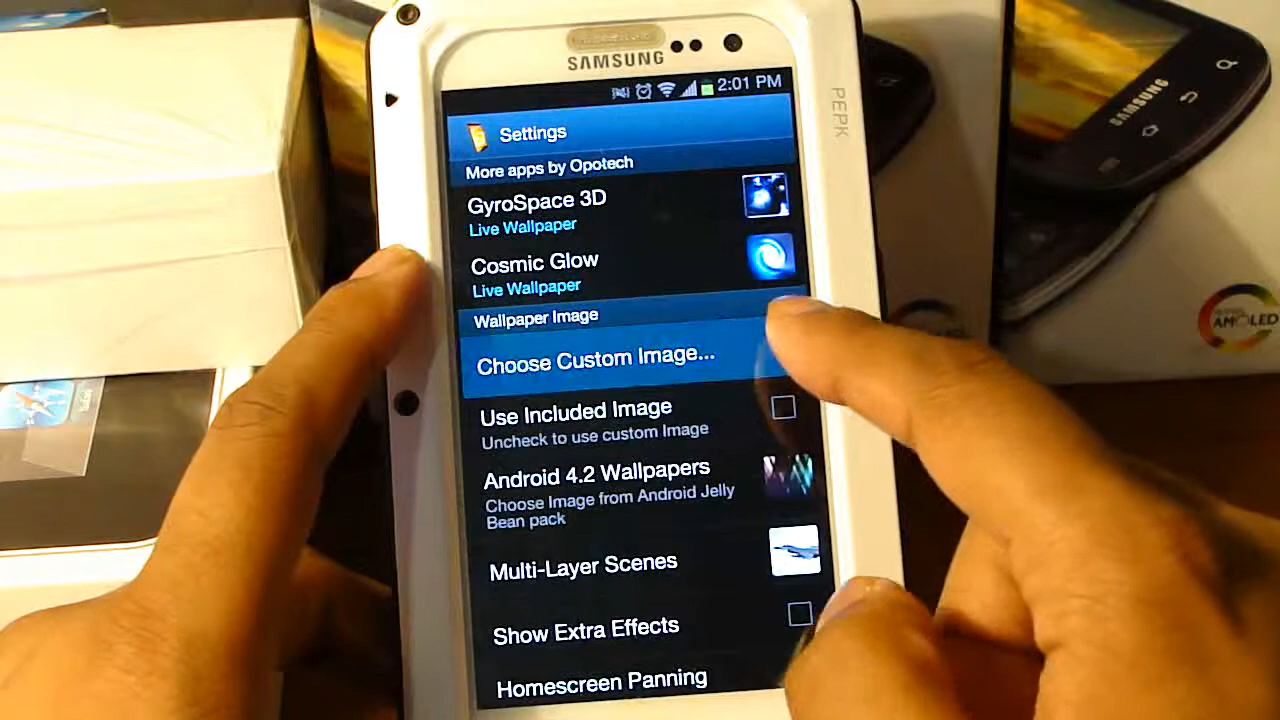 SAMSUNG
2:01 PM
Settings
More apps by Opotech
GyroSpace 3D
Live Wallpaper
Cosmic Glow
Live Wallpaper
Wallpaper Image
Choose Custom Image...
Use Included Image
Uncheck to use custom Image
Android 4.2 Wallpapers
Choose Image from Android Jelly
Bean pack
Multi-Layer Scenes
Show Extra Effects
Homescreen Panning
PEPK
SAMSUNG
AMOLED